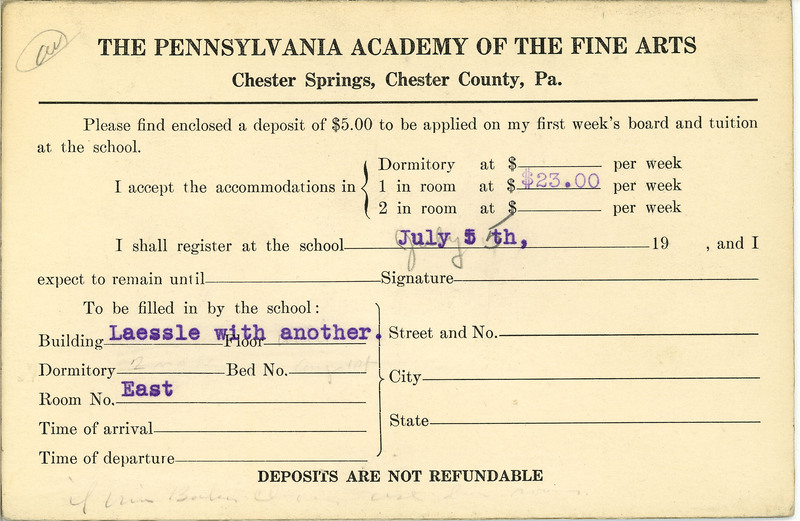 THE PENNSYLVANIA ACADEMY OF THE FINE ARTS
Chester Springs, Chester County, Pa.
Please find enclosed a deposit of $5.00 to be applied on my first week's board and tuition
at the school.
Dormitory at $ per week
I accept the accommodations in 1 in room at $ $23.00 per week
2 in room at $ per week
I shall register at the school July 5 th, 19 , and I
July 5
expect to remain until Signature
To be filled in by the school:
Building Laessle with another. Floor
Street and No.
Dormitory Bed No.
City
Room No. East
State
Time of arrival
Time of departure
DEPOSITS ARE NOT REFUNDABLE